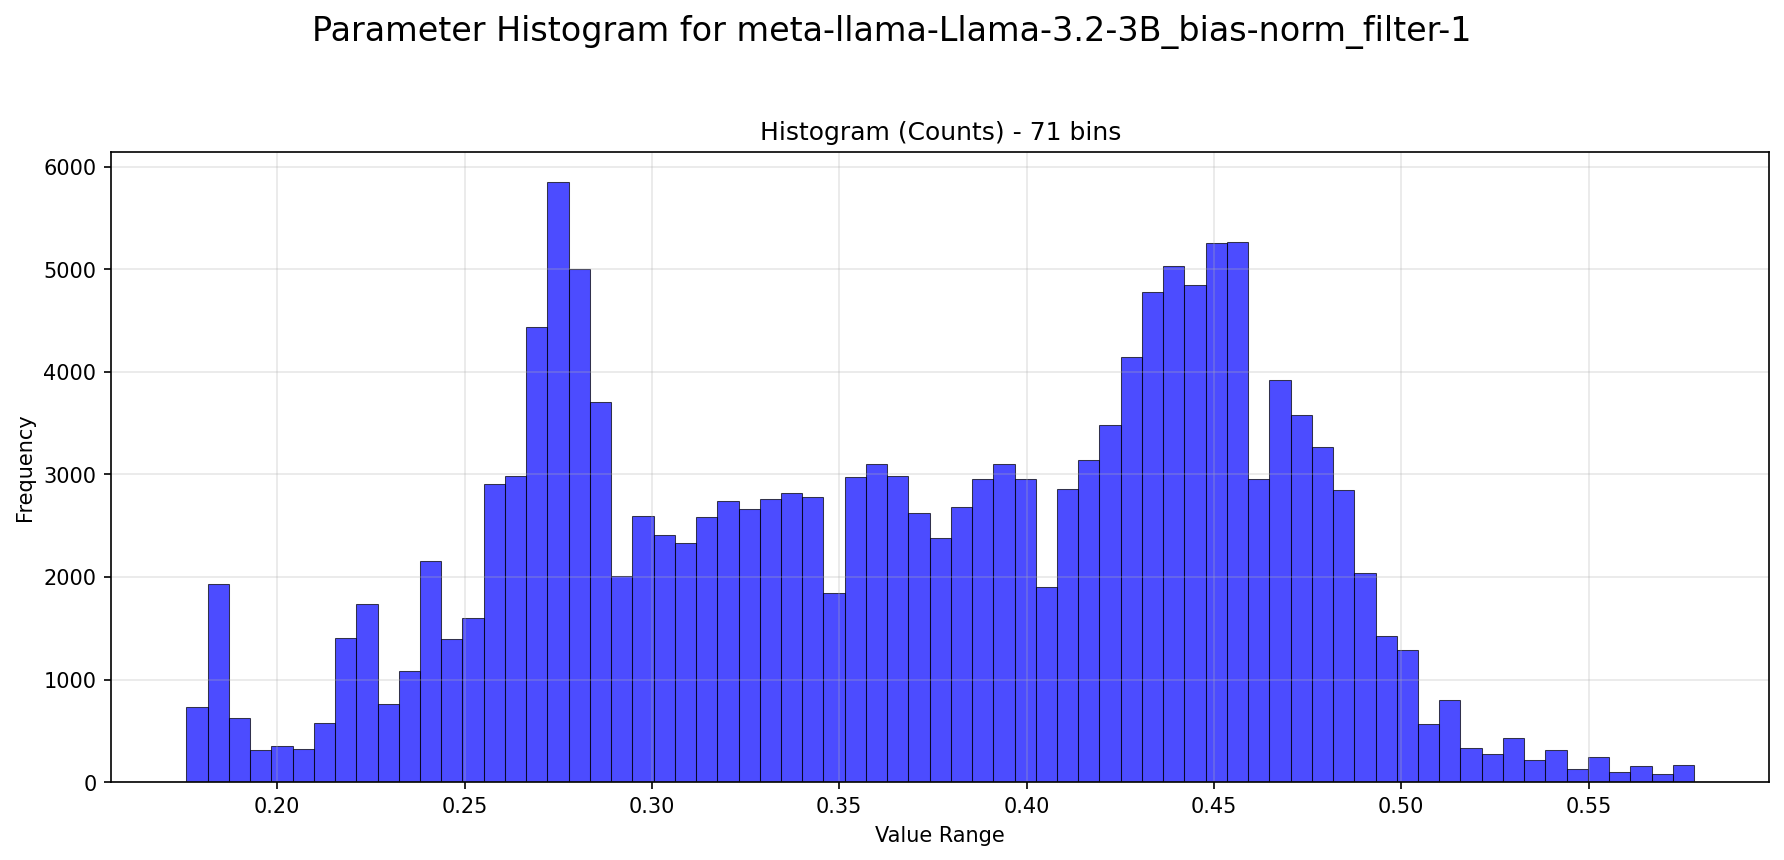 Parameter Histogram for meta-llama-Llama-3.2-3B_bias-norm_filter-1
Histogram (Counts) - 71 bins
6000
5000
4000
3000
2000
1000
0
Frequency
0.20 0.25 0.30 0.35 0.40 0.45 0.50 0.55
Value Range